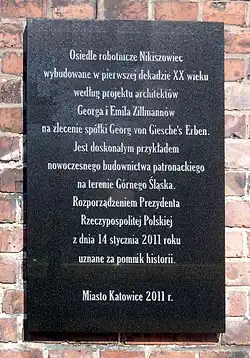 Osiedle robotnicze Nikiszowiec
wybudowane w pierwszej dekadzie XX wieku
według projektu architektów
Georga i Emila Zillmannów
na zlecenie spółki Georg von Giesche's Erben.
Jest doskonałym przykładem
nowoczesnego budownictwa patronackiego
na terenie Górnego Śląska.
Rozporządzeniem Prezydenta
Rzeczypospolitej Polskiej
z dnia 14 stycznia 2011 roku
uznane za pomnik historii.
Miasto Katowice 2011 r.